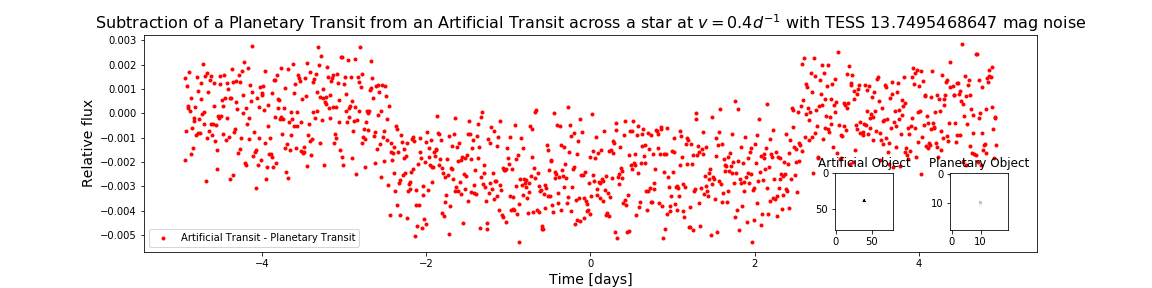 Subtraction of a Planetary Transit from an Artificial Transit across a star at v = 0.4d⁻¹ with TESS 13.7495468647 mag noise
0.003
0.002
0.001
0.000
−0.001
−0.002
−0.003
−0.004
−0.005
Relative flux
Artificial Transit - Planetary Transit
Artificial Object
0
50
0 50
Planetary Object
0
10
0 10
−4 −2 0 2 4
Time [days]